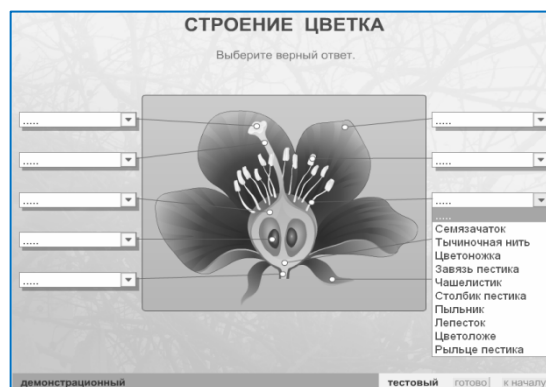 СТРОЕНИЕ ЦВЕТКА
Выберите верный ответ.
.....
.....
.....
.....
.....
.....
.....
.....
.....
Семязачаток
Тычиночная нить
Цветоножка
Завязь пестика
Чашелистик
Столбик пестика
Пыльник
Лепесток
Цветоложе
Рыльце пестика
демонстрационный
тестовый
готово
к началу